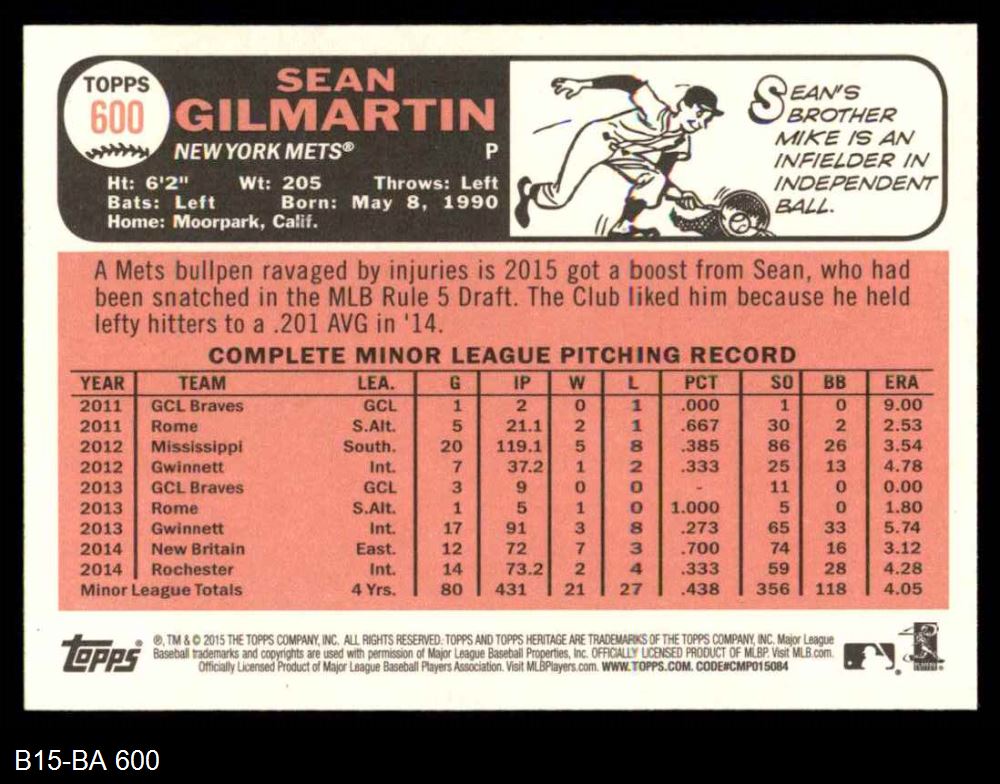 TOPPS
600
SEAN
GILMARTIN
NEW YORK METS® P
Ht: 6'2" Wt: 205 Throws: Left
Bats: Left Born: May 8, 1990
Home: Moorpark, Calif.
SEAN'S
BROTHER
MIKE IS AN
INFIELDER IN
INDEPENDENT
BALL.
A Mets bullpen ravaged by injuries is 2015 got a boost from Sean, who had
been snatched in the MLB Rule 5 Draft. The Club liked him because he held
lefty hitters to a .201 AVG in '14.
COMPLETE MINOR LEAGUE PITCHING RECORD
YEAR TEAM LEA. G IP W L PCT SO BB ERA
2011 GCL Braves GCL 1 2 0 1 .000 1 0 9.00
2011 Rome S.Alt. 5 21.1 2 1 .667 30 2 2.53
2012 Mississippi South. 20 119.1 5 8 .385 86 26 3.54
2012 Gwinnett Int. 7 37.2 1 2 .333 25 13 4.78
2013 GCL Braves GCL 3 9 0 0 - 11 0 0.00
2013 Rome S.Alt. 1 5 1 0 1.000 5 0 1.80
2013 Gwinnett Int. 17 91 3 8 .273 65 33 5.74
2014 New Britain East. 12 72 7 3 .700 74 16 3.12
2014 Rochester Int. 14 73.2 2 4 .333 59 28 4.28
Minor League Totals 4 Yrs. 80 431 21 27 .438 356 118 4.05
Topps
®, TM & © 2015 THE TOPPS COMPANY, INC. ALL RIGHTS RESERVED. TOPPS AND TOPPS HERITAGE ARE TRADEMARKS OF THE TOPPS COMPANY, INC. Major League
Baseball trademarks and copyrights are used with permission of Major League Baseball Properties, Inc. OFFICIALLY LICENSED PRODUCT OF MLBP. Visit MLB.com.
Officially Licensed Product of Major League Baseball Players Association. Visit MLBPlayers.com. WWW.TOPPS.COM. CODE#CMP015084
B15-BA 600